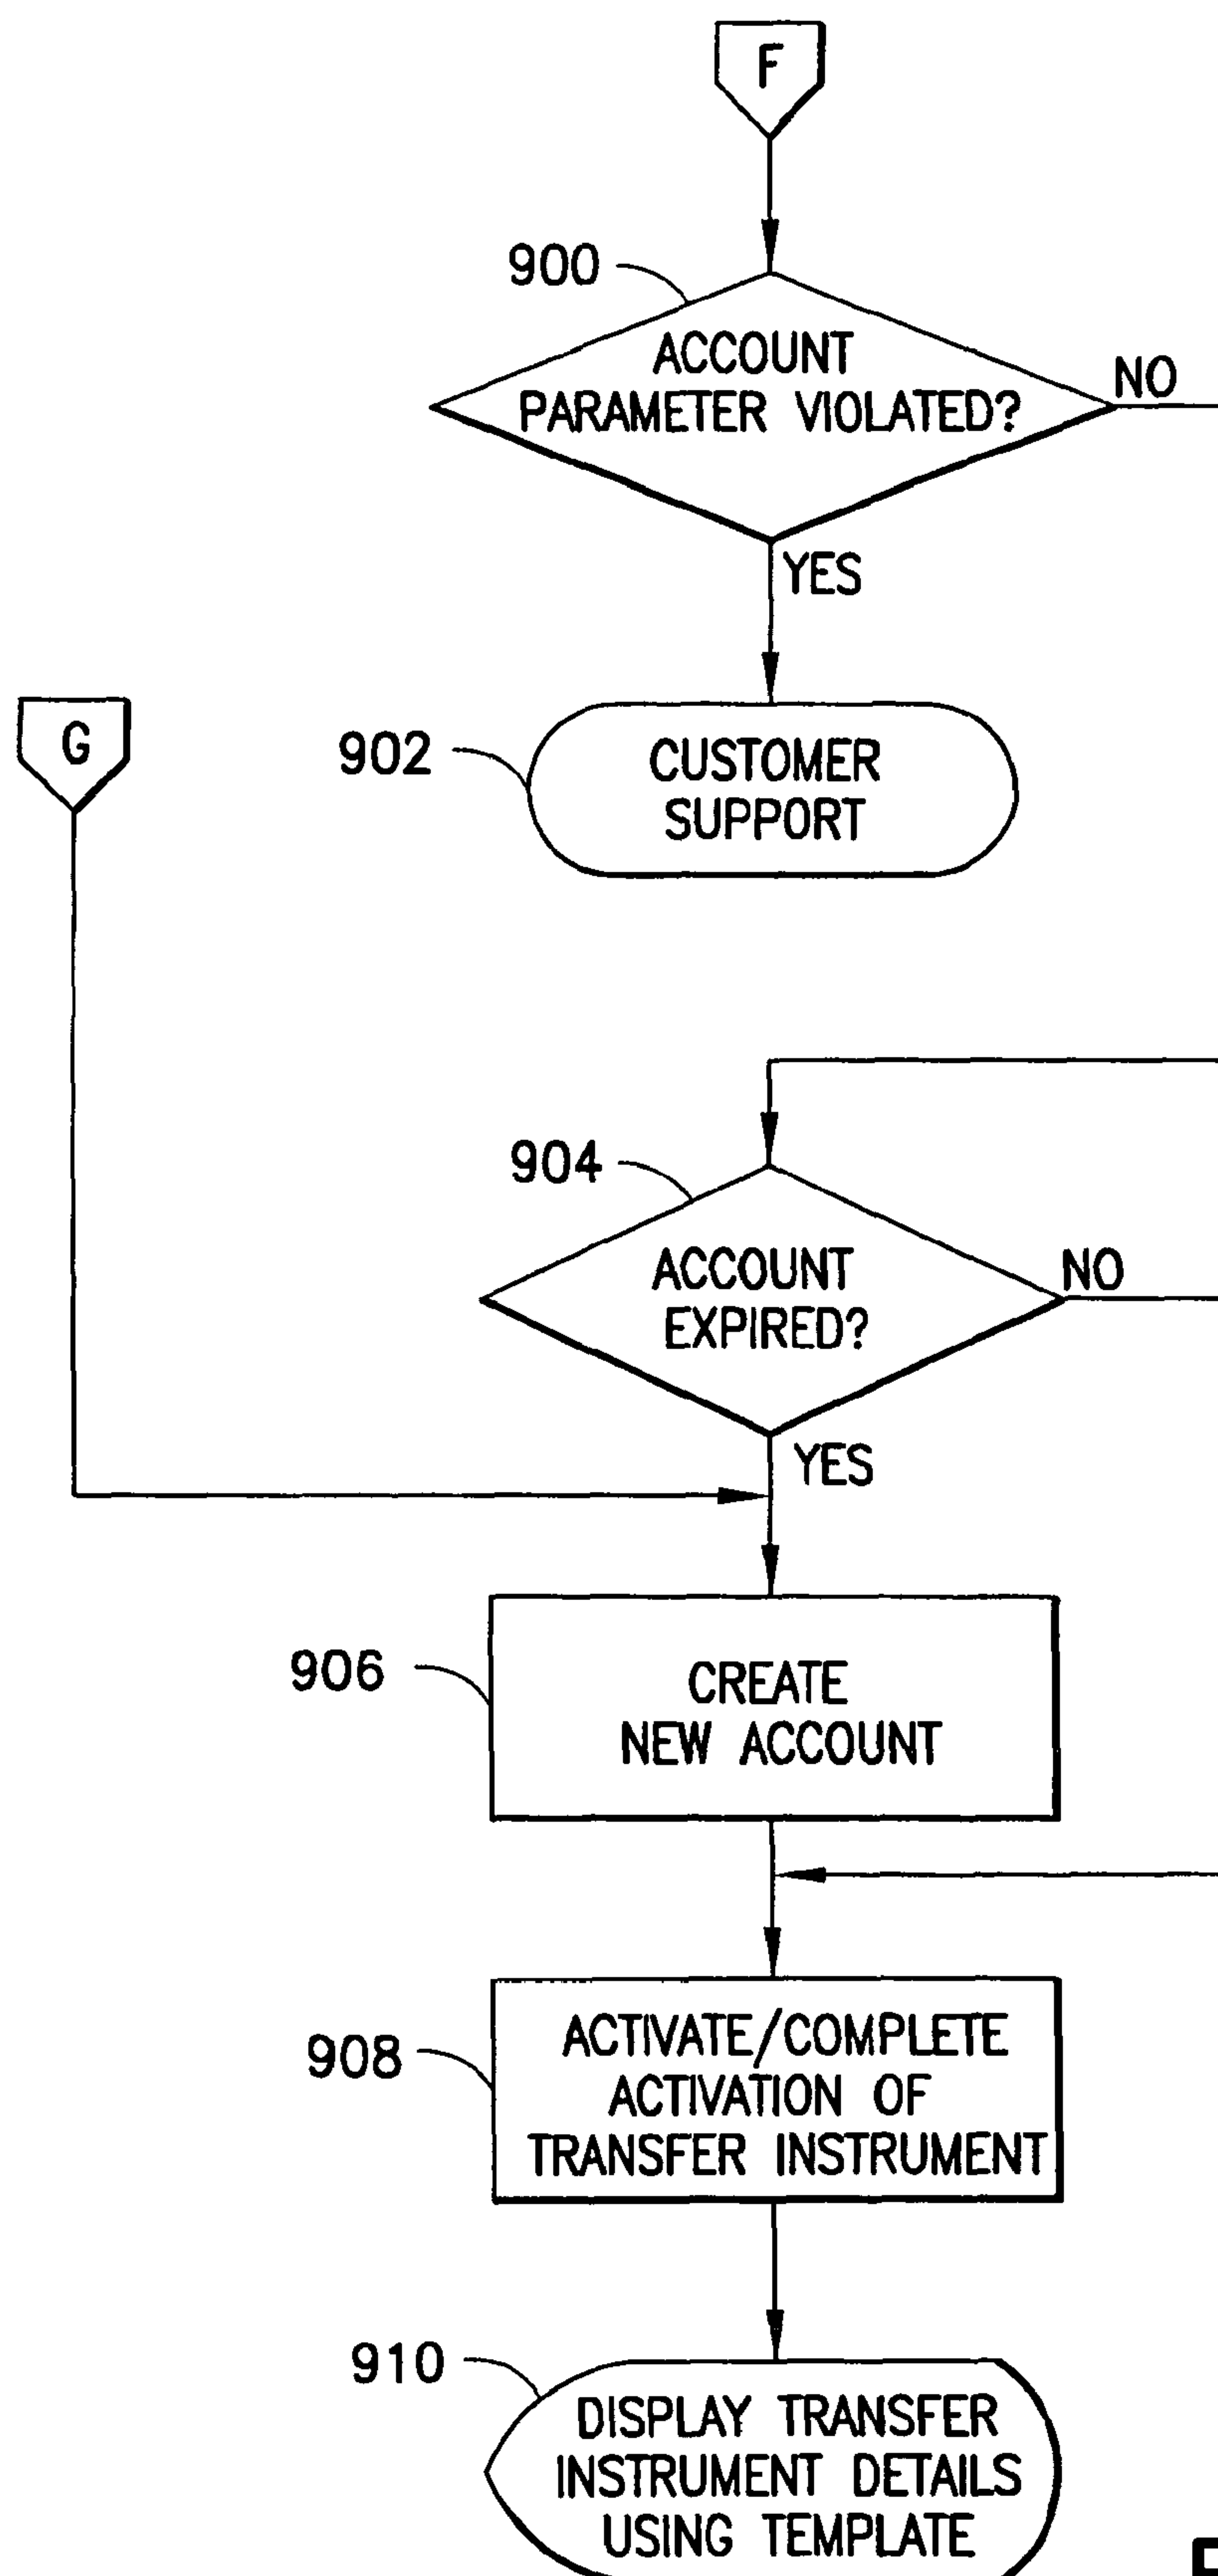 F
900
ACCOUNT
PARAMETER VIOLATED?
NO
YES
G
902
CUSTOMER
SUPPORT
904
ACCOUNT
EXPIRED?
NO
YES
906
CREATE
NEW ACCOUNT
908
ACTIVATE/COMPLETE
ACTIVATION OF
TRANSFER INSTRUMENT
910
DISPLAY TRANSFER
INSTRUMENT DETAILS
USING TEMPLATE